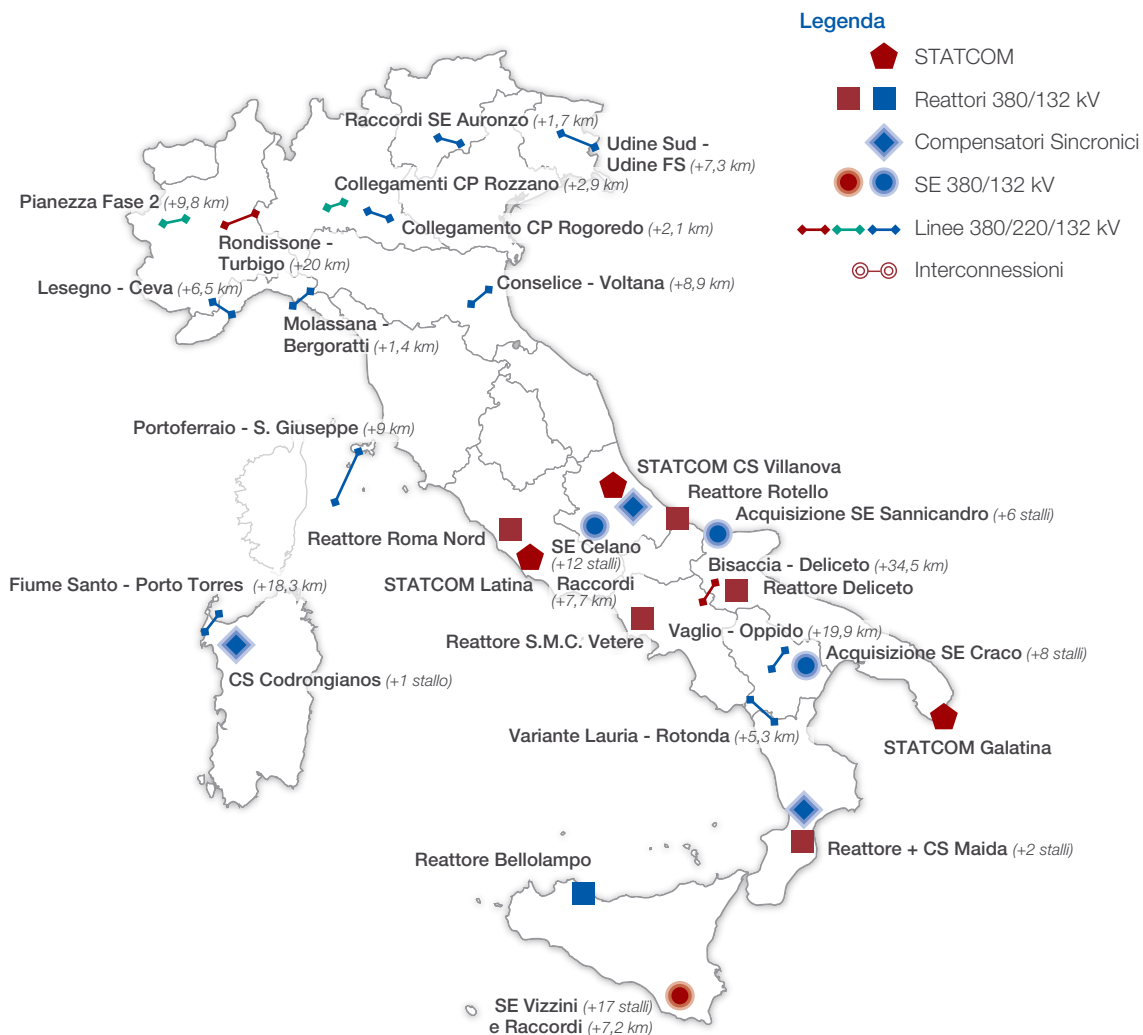 Legenda
STATCOM
Reattori 380/132 kV
Compensatori Sincronici
SE 380/132 kV
Linee 380/220/132 kV
Interconnessioni
Raccordi SE Auronzo (+1,7 km)
Udine Sud -
Udine FS (+7,3 km)
Collegamenti CP Rozzano (+2,9 km)
Pianezza Fase 2 (+9,8 km)
Collegamento CP Rogoredo (+2,1 km)
Rondissone -
Turbigo (+20 km)
Lesegno - Ceva (+6,5 km)
Conselice - Voltana (+8,9 km)
Molassana -
Bergoratti (+1,4 km)
Portoferraio - S. Giuseppe (+9 km)
STATCOM CS Villanova
Reattore Rotello
Acquisizione SE Sannicandro (+6 stalli)
Reattore Roma Nord
SE Celano
(+12 stalli)
Raccordi
(+7,7 km)
STATCOM Latina
Bisaccia - Deliceto (+34,5 km)
Reattore Deliceto
Fiume Santo - Porto Torres (+18,3 km)
Reattore S.M.C. Vetere
Vaglio - Oppido (+19,9 km)
Acquisizione SE Craco (+8 stalli)
CS Codrongianos (+1 stallo)
Variante Lauria - Rotonda (+5,3 km)
STATCOM Galatina
Reattore + CS Maida (+2 stalli)
Reattore Bellolampo
SE Vizzini (+17 stalli)
e Raccordi (+7,2 km)